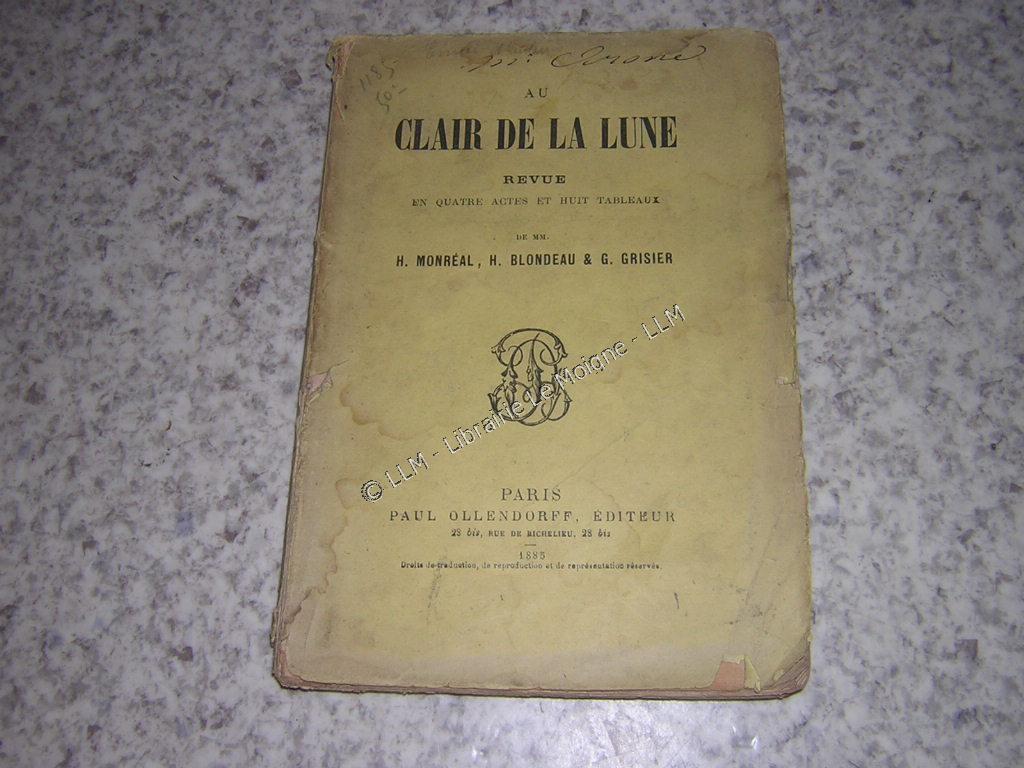 1185
50-
AU
CLAIR DE LA LUNE
REVUE
EN QUATRE ACTES ET HUIT TABLEAUX
DE MM.
H. MONRÉAL, H. BLONDEAU & G. GRISIER
© LLM - Librairie Le Moigne - LLM
PARIS
PAUL OLLENDORFF, ÉDITEUR
28 bis, RUE DE RICHELIEU, 28 bis
1885
Droits de traduction, de reproduction et de représentation réservés.